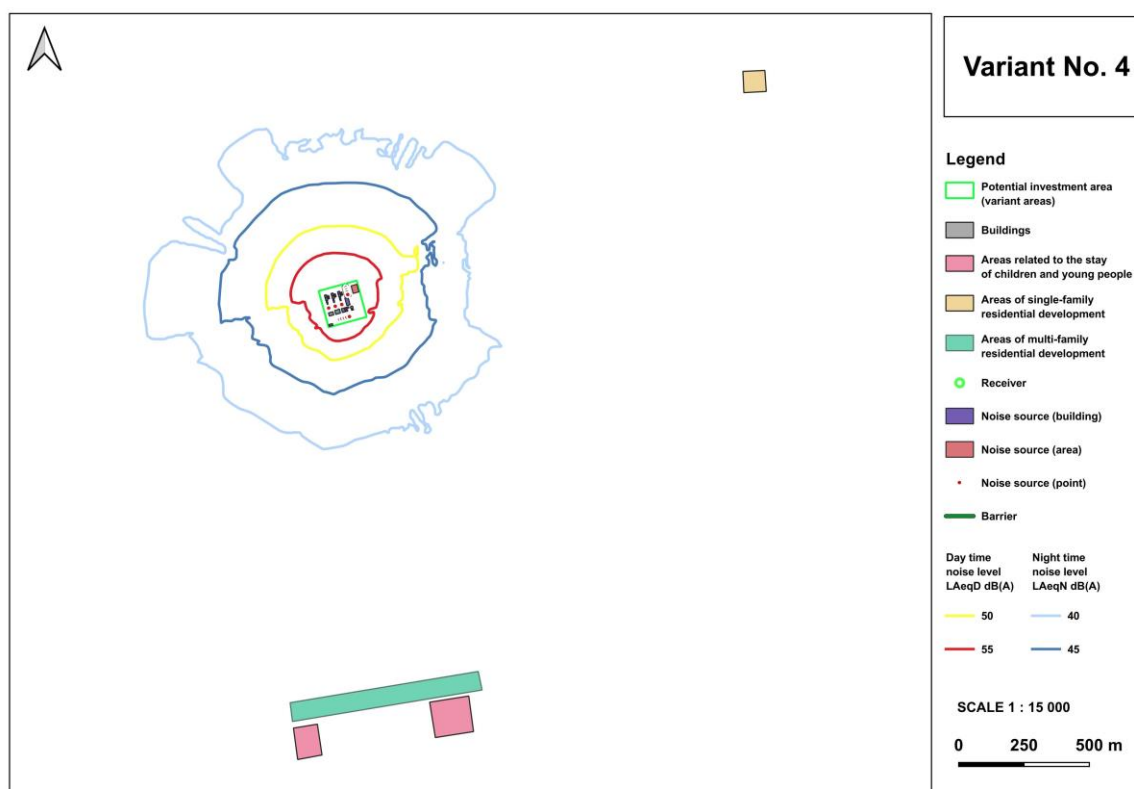 Variant No. 4
Legend
Potential investment area
(variant areas)
Buildings
Areas related to the stay
of children and young people
Areas of single-family
residential development
Areas of multi-family
residential development
Receiver
Noise source (building)
Noise source (area)
Noise source (point)
Barrier
Day time
noise level
LAeqD dB(A)
Night time
noise level
LAeqN dB(A)
50
40
55
45
SCALE 1 : 15 000
0 250 500 m